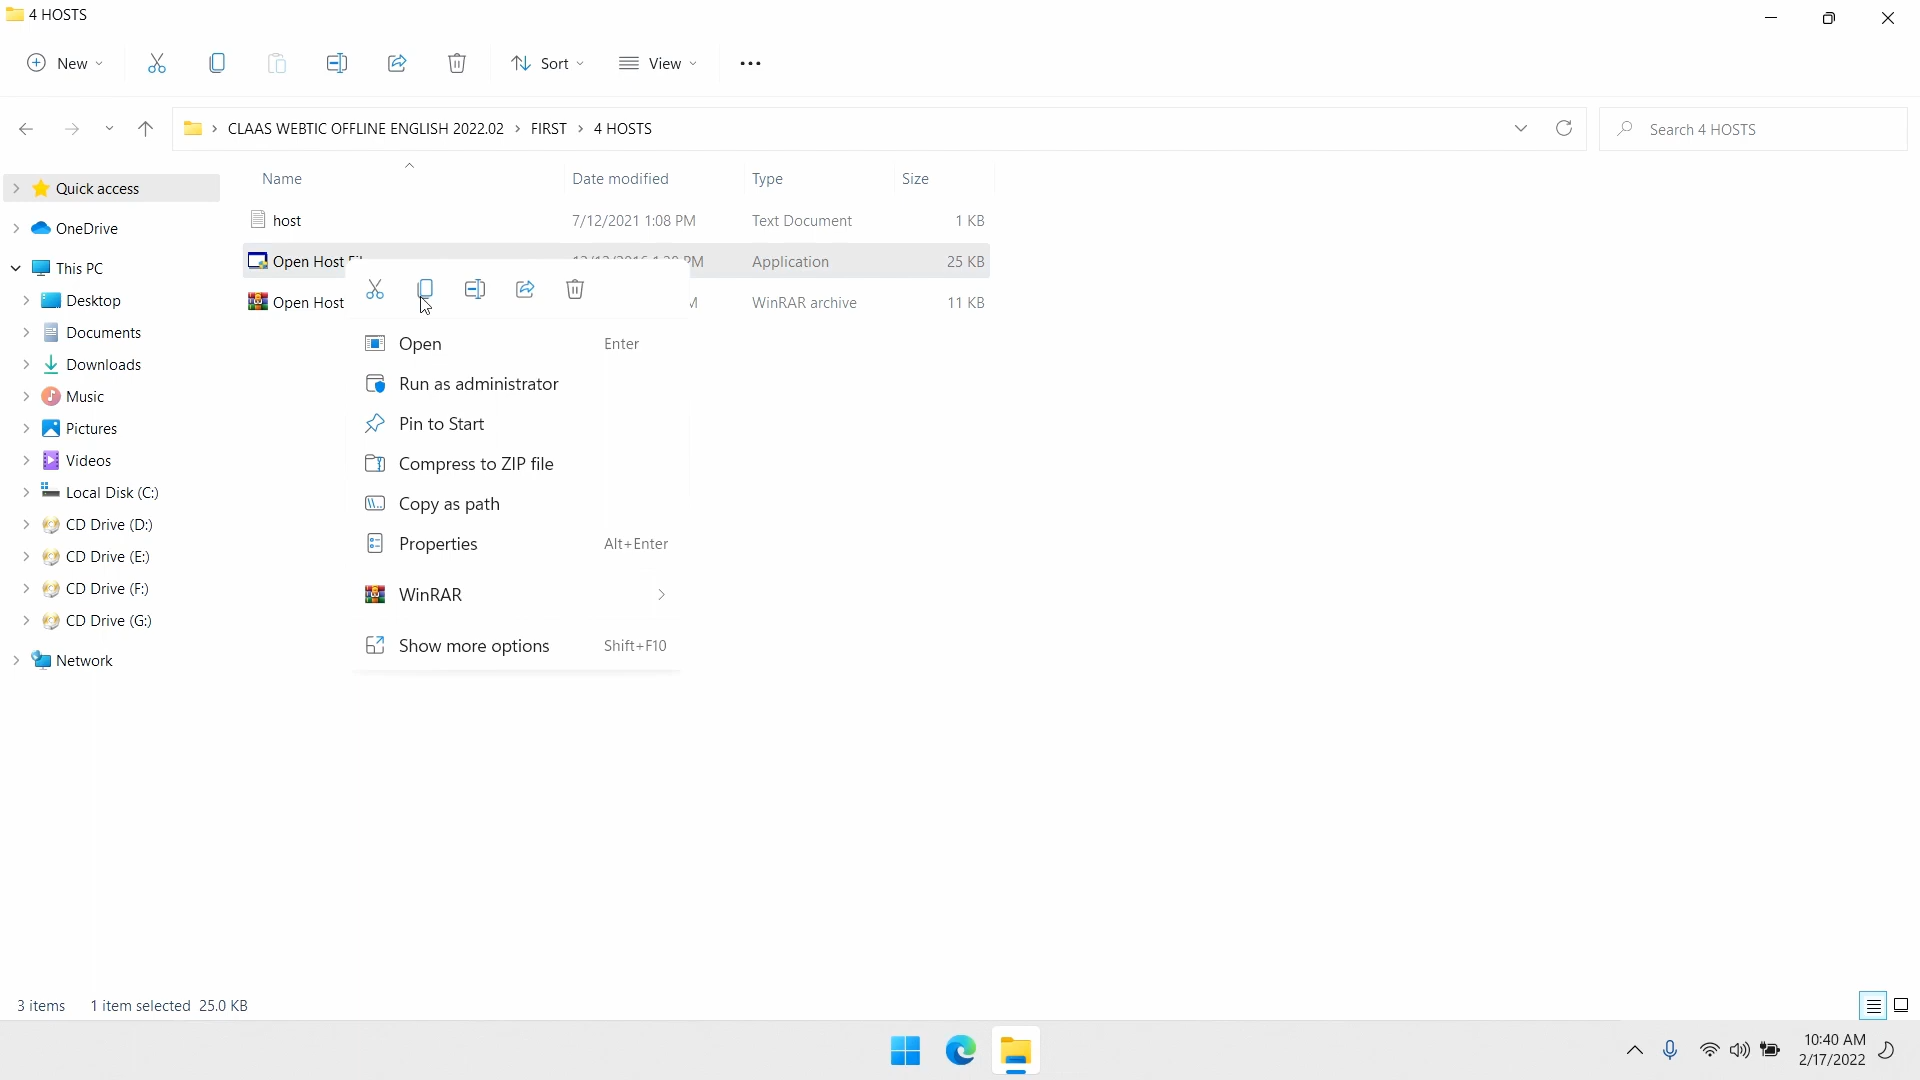 4 HOSTS
New
Sort
View
CLAAS WEBTIC OFFLINE ENGLISH 2022.02 > FIRST > 4 HOSTS
Search 4 HOSTS
Name Date modified Type Size
host 7/12/2021 1:08 PM Text Document 1 KB
Open Host Application 25 KB
Open Host WinRAR archive 11 KB
Quick access
OneDrive
This PC
Desktop
Documents
Downloads
Music
Pictures
Videos
Local Disk (C:)
CD Drive (D:)
CD Drive (E:)
CD Drive (F:)
CD Drive (G:)
Network
Open Enter
Run as administrator
Pin to Start
Compress to ZIP file
Copy as path
Properties Alt+Enter
WinRAR
Show more options Shift+F10
3 items 1 item selected 25.0 KB
10:40 AM
2/17/2022